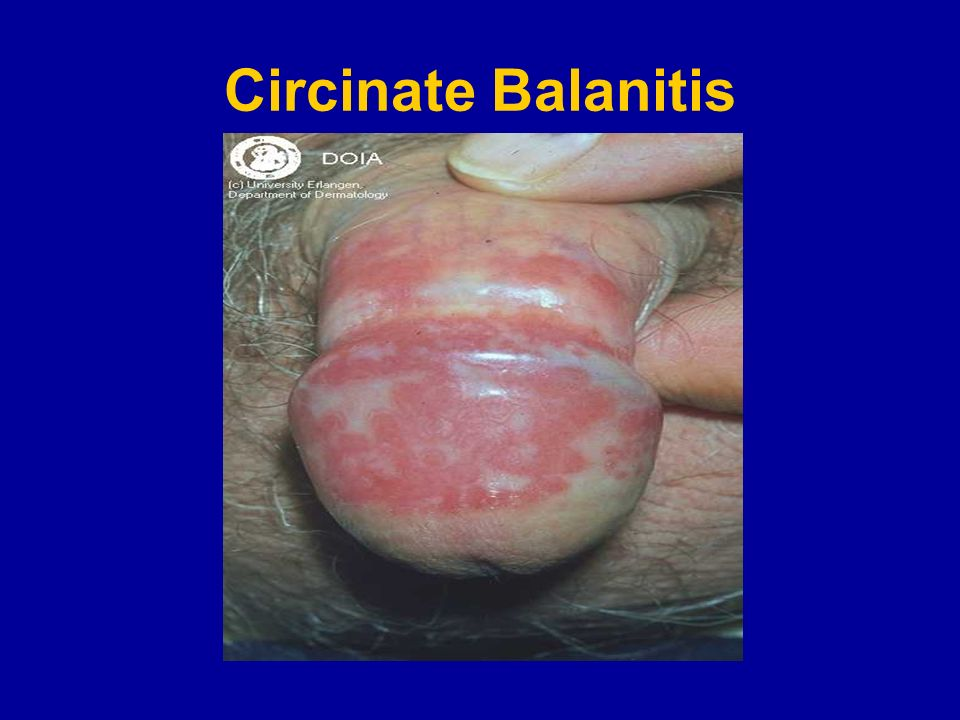 Circinate Balanitis
DOIA
(c) University Erlangen,
Department of Dermatology